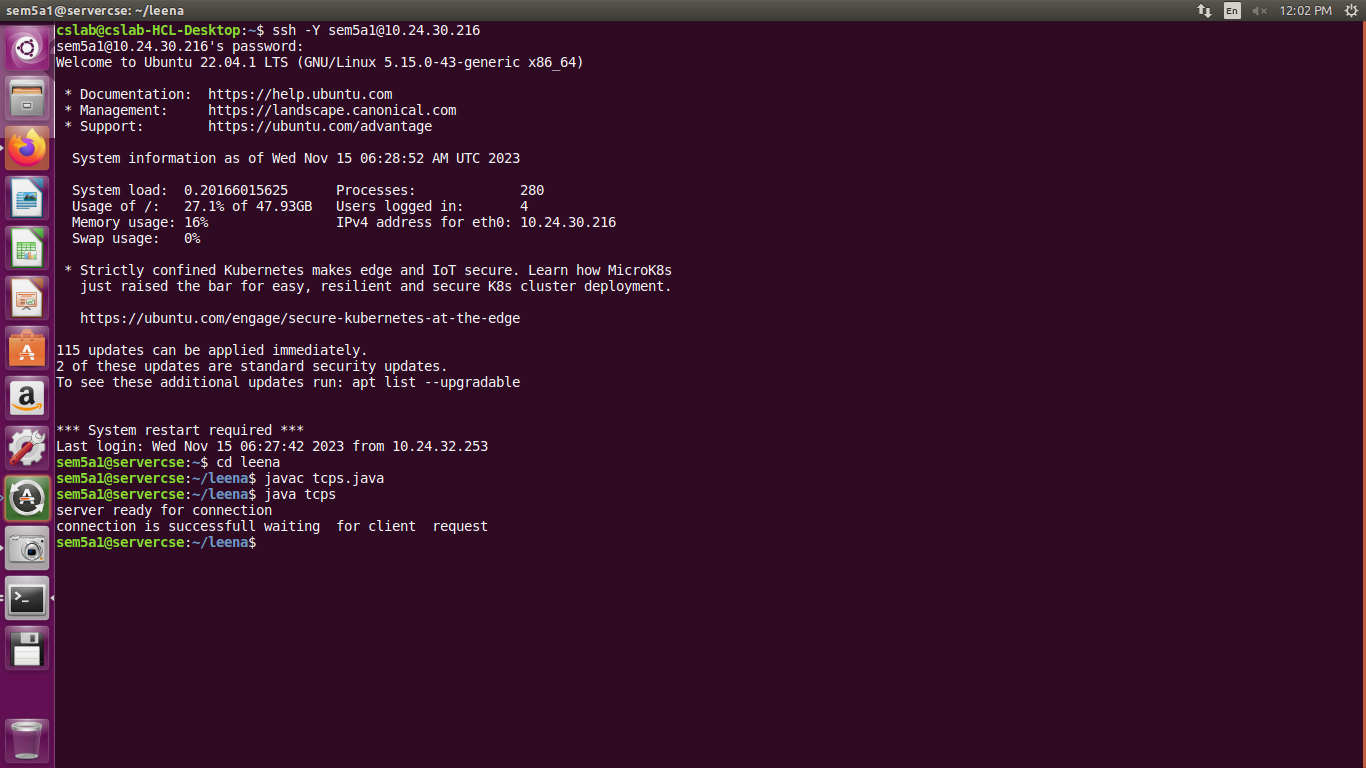 sem5a1@servercse: ~/leena
En
12:02 PM
cslab@cslab-HCL-Desktop:~$ ssh -Y sem5a1@10.24.30.216
sem5a1@10.24.30.216's password:
Welcome to Ubuntu 22.04.1 LTS (GNU/Linux 5.15.0-43-generic x86_64)
* Documentation:  https://help.ubuntu.com
* Management:     https://landscape.canonical.com
* Support:        https://ubuntu.com/advantage
System information as of Wed Nov 15 06:28:52 AM UTC 2023
System load:  0.20166015625      Processes:             280
Usage of /:   27.1% of 47.93GB   Users logged in:       4
Memory usage: 16%                IPv4 address for eth0: 10.24.30.216
Swap usage:   0%
* Strictly confined Kubernetes makes edge and IoT secure. Learn how MicroK8s
just raised the bar for easy, resilient and secure K8s cluster deployment.
https://ubuntu.com/engage/secure-kubernetes-at-the-edge
115 updates can be applied immediately.
2 of these updates are standard security updates.
To see these additional updates run: apt list --upgradable
*** System restart required ***
Last login: Wed Nov 15 06:27:42 2023 from 10.24.32.253
sem5a1@servercse:~$ cd leena
sem5a1@servercse:~/leena$ javac tcps.java
sem5a1@servercse:~/leena$ java tcps
server ready for connection
connection is successfull waiting  for client  request
sem5a1@servercse:~/leena$